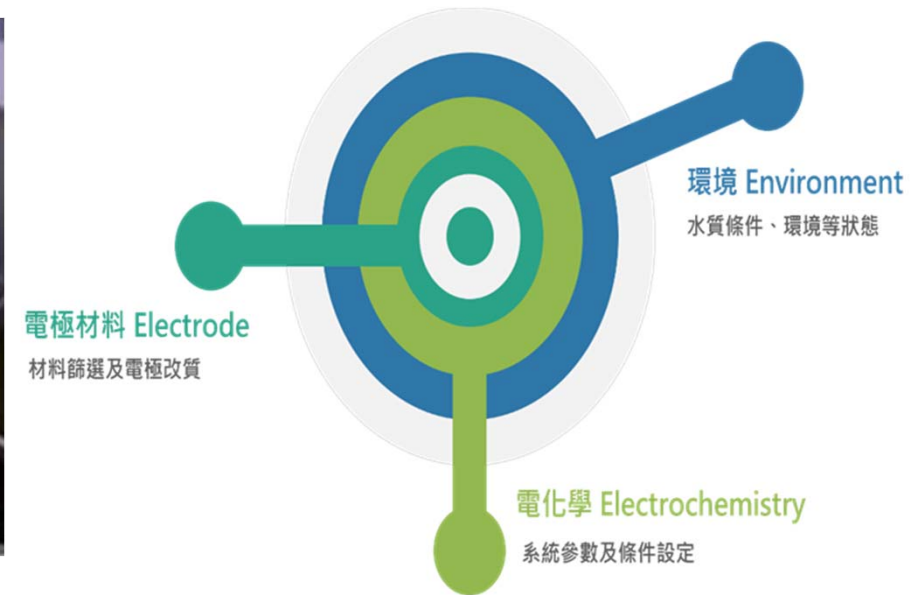 環境 Environment
水質條件、環境等狀態
電極材料 Electrode
材料篩選及電極改質
電化學 Electrochemistry
系統參數及條件設定